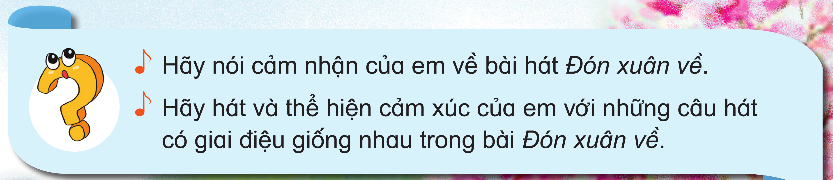 Hãy nói cảm nhận của em về bài hát Đón xuân về.
Hãy hát và thể hiện cảm xúc của em với những câu hát
có giai điệu giống nhau trong bài Đón xuân về.